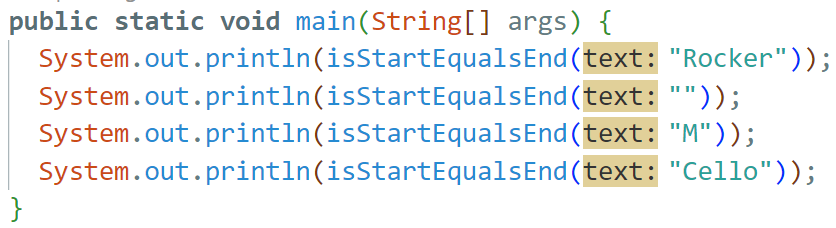 public static void main(String[] args) {
System.out.println(isStartEqualsEnd(text: "Rocker"));
System.out.println(isStartEqualsEnd(text: ""));
System.out.println(isStartEqualsEnd(text: "M"));
System.out.println(isStartEqualsEnd(text: "Cello"));
}